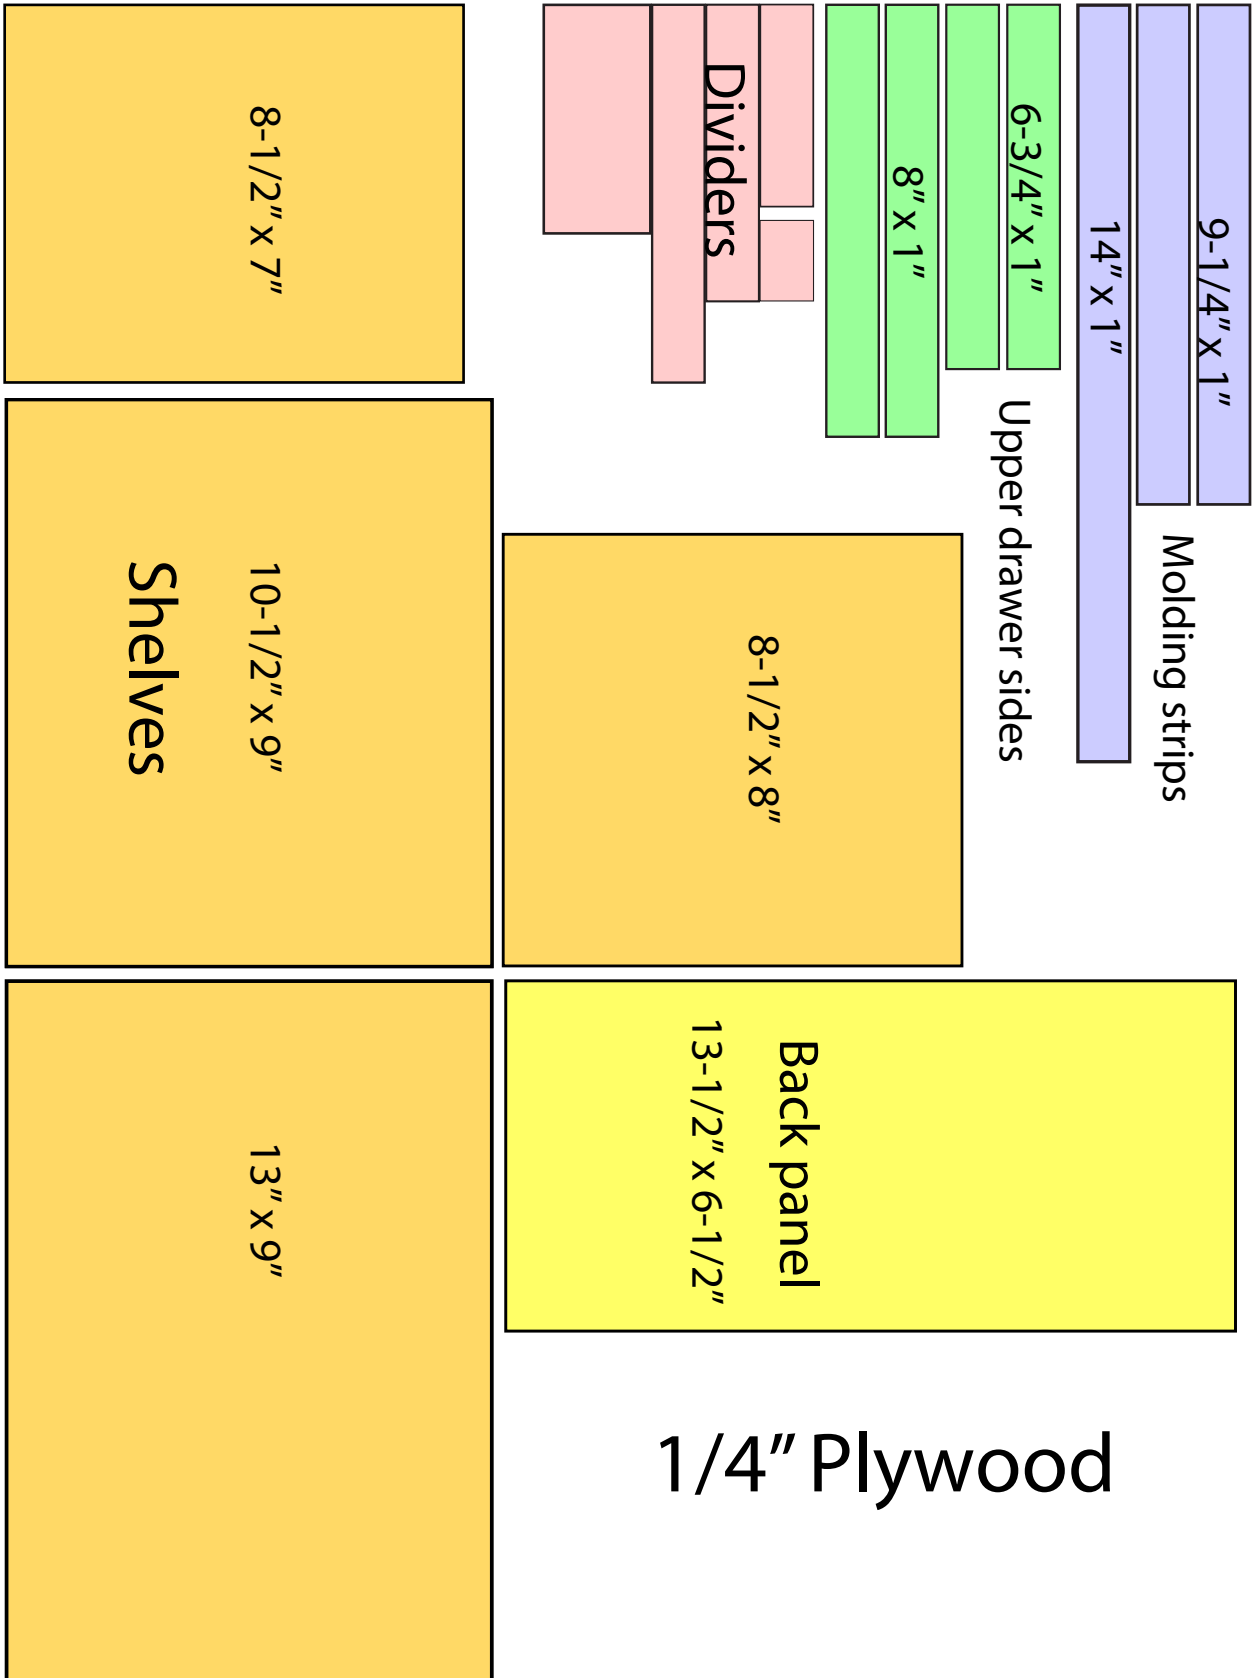 8-1/2” x 7”
Dividers
8” x 1”
6-3/4” x 1”
14” x 1”
9-1/4” x 1”
Upper drawer sides
Molding strips
Shelves
10-1/2” x 9”
8-1/2” x 8”
Back panel
13-1/2” x 6-1/2”
13” x 9”
1/4” Plywood